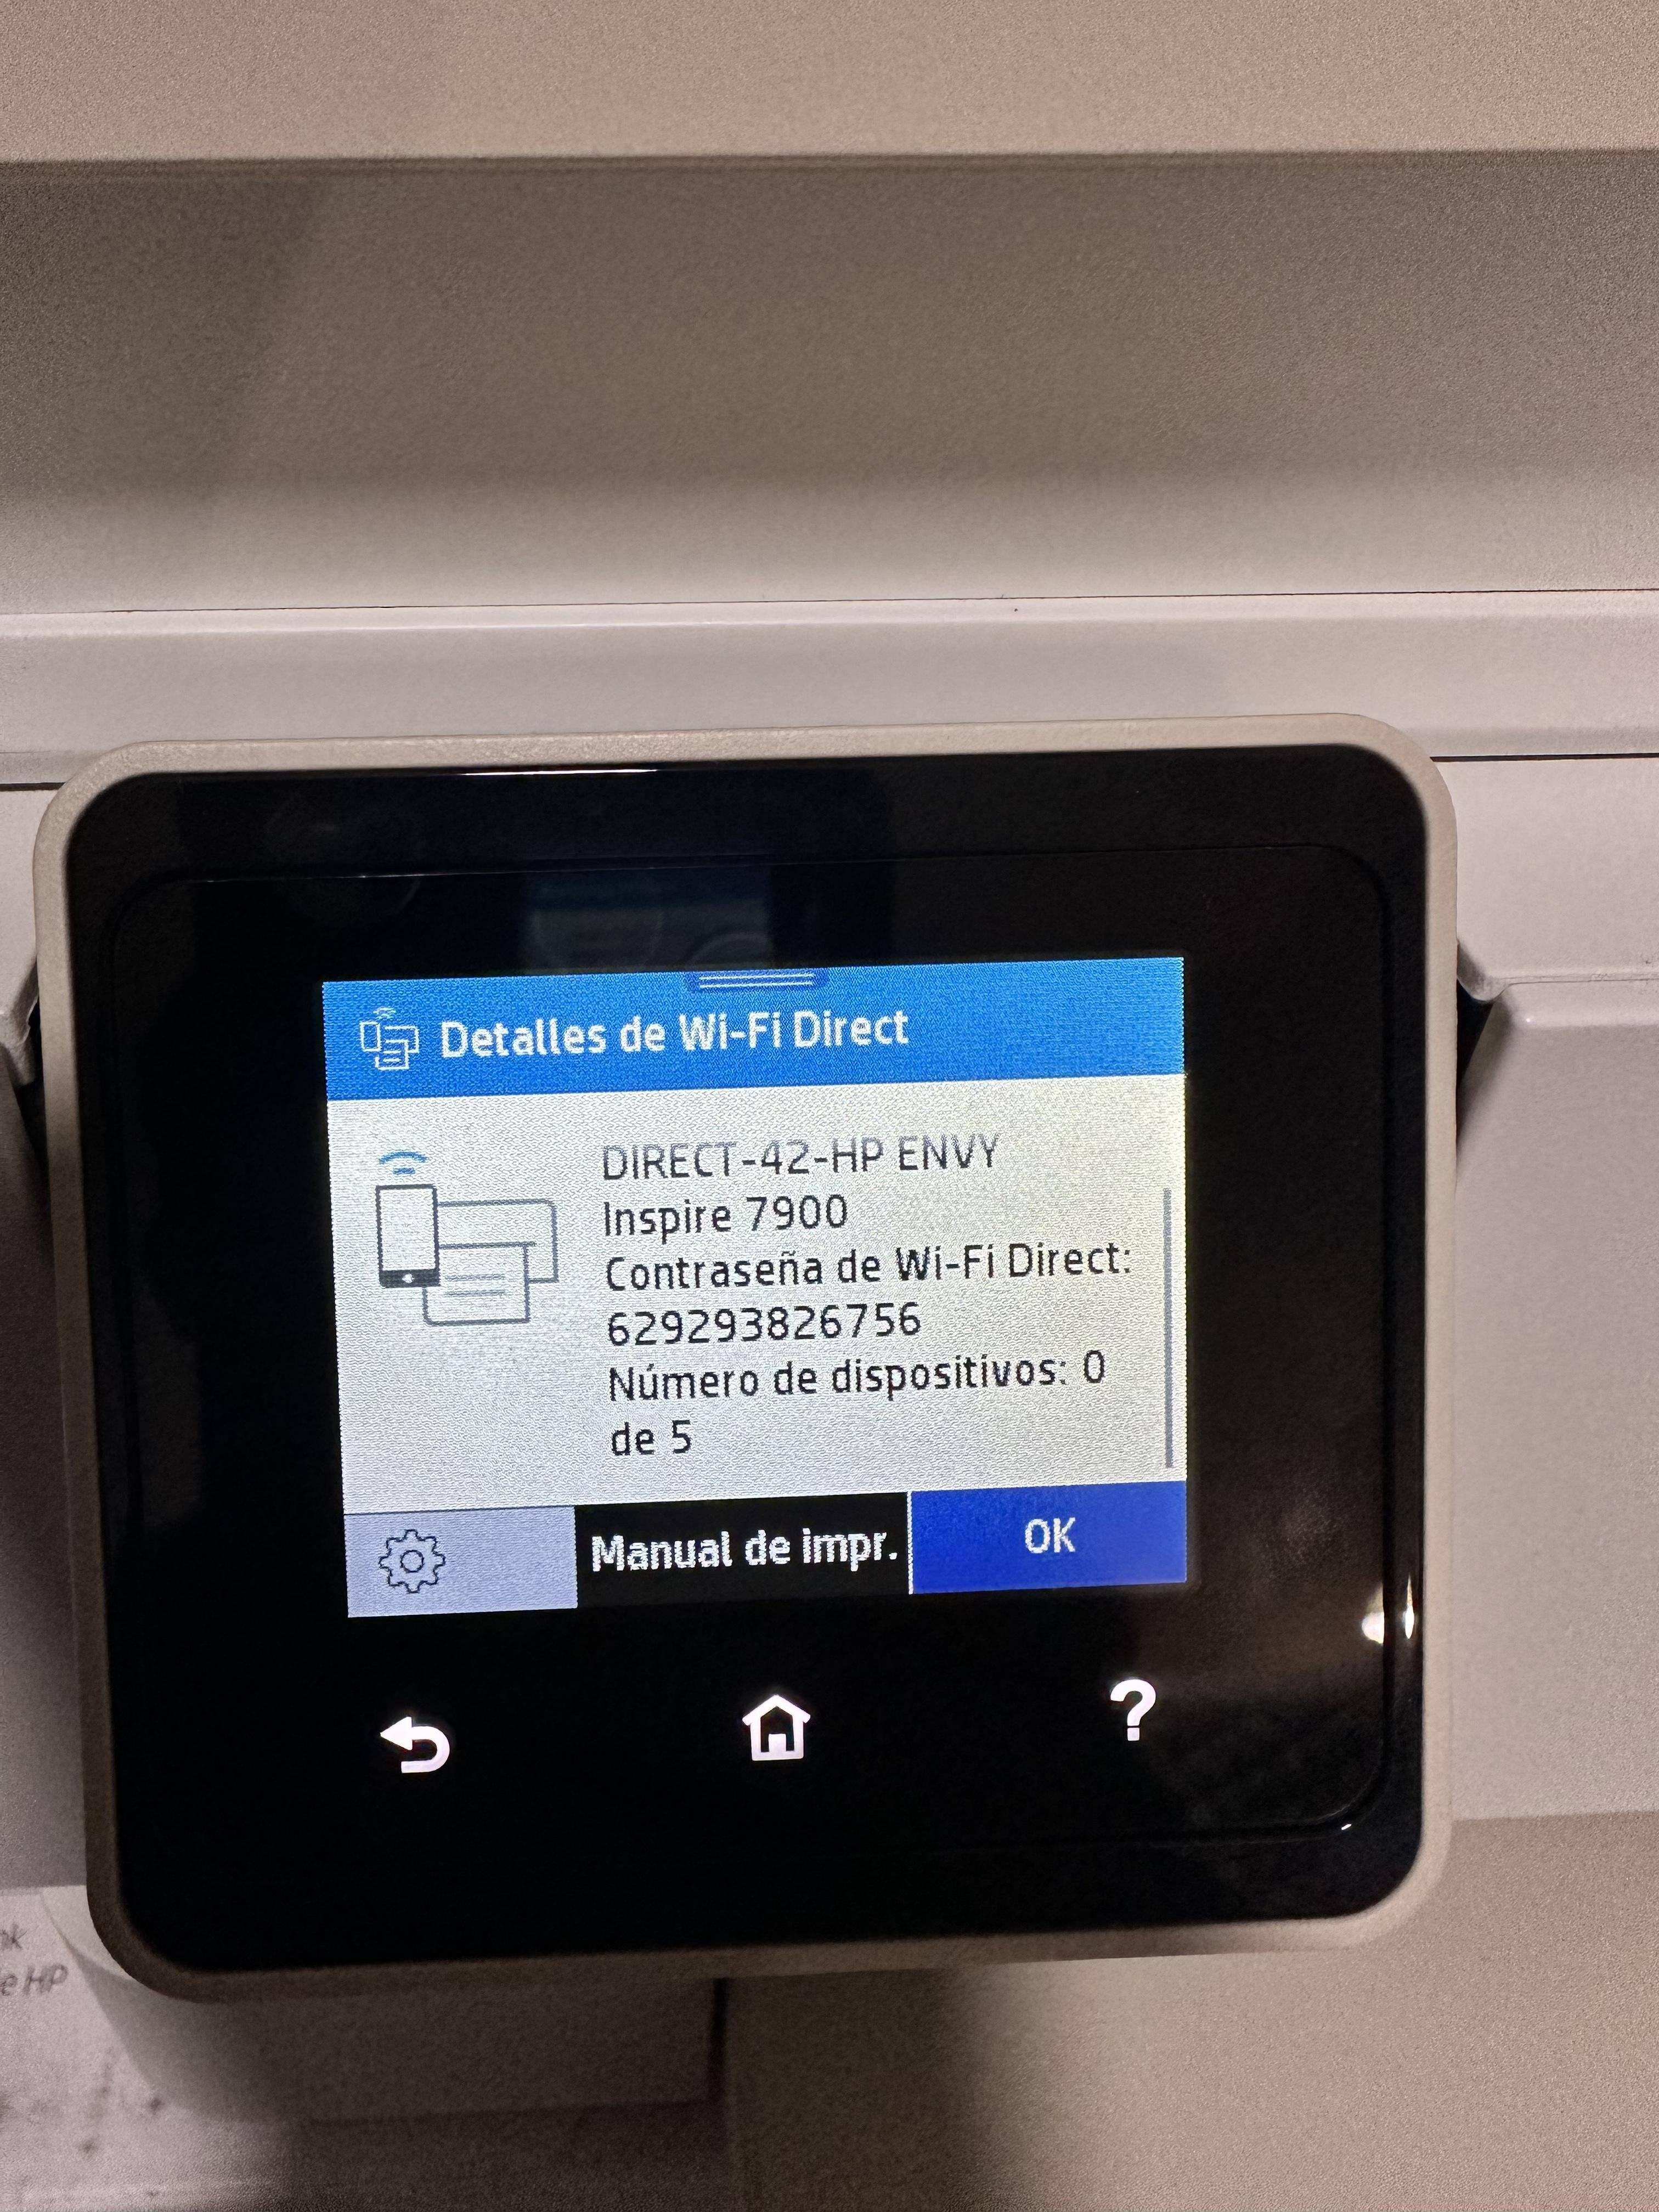 Detalles de Wi-Fi Direct
DIRECT-42-HP ENVY
Inspire 7900
Contraseña de Wi-Fi Direct:
629293826756
Número de dispositivos: 0
de 5
Manual de impr.
OK
?
HP